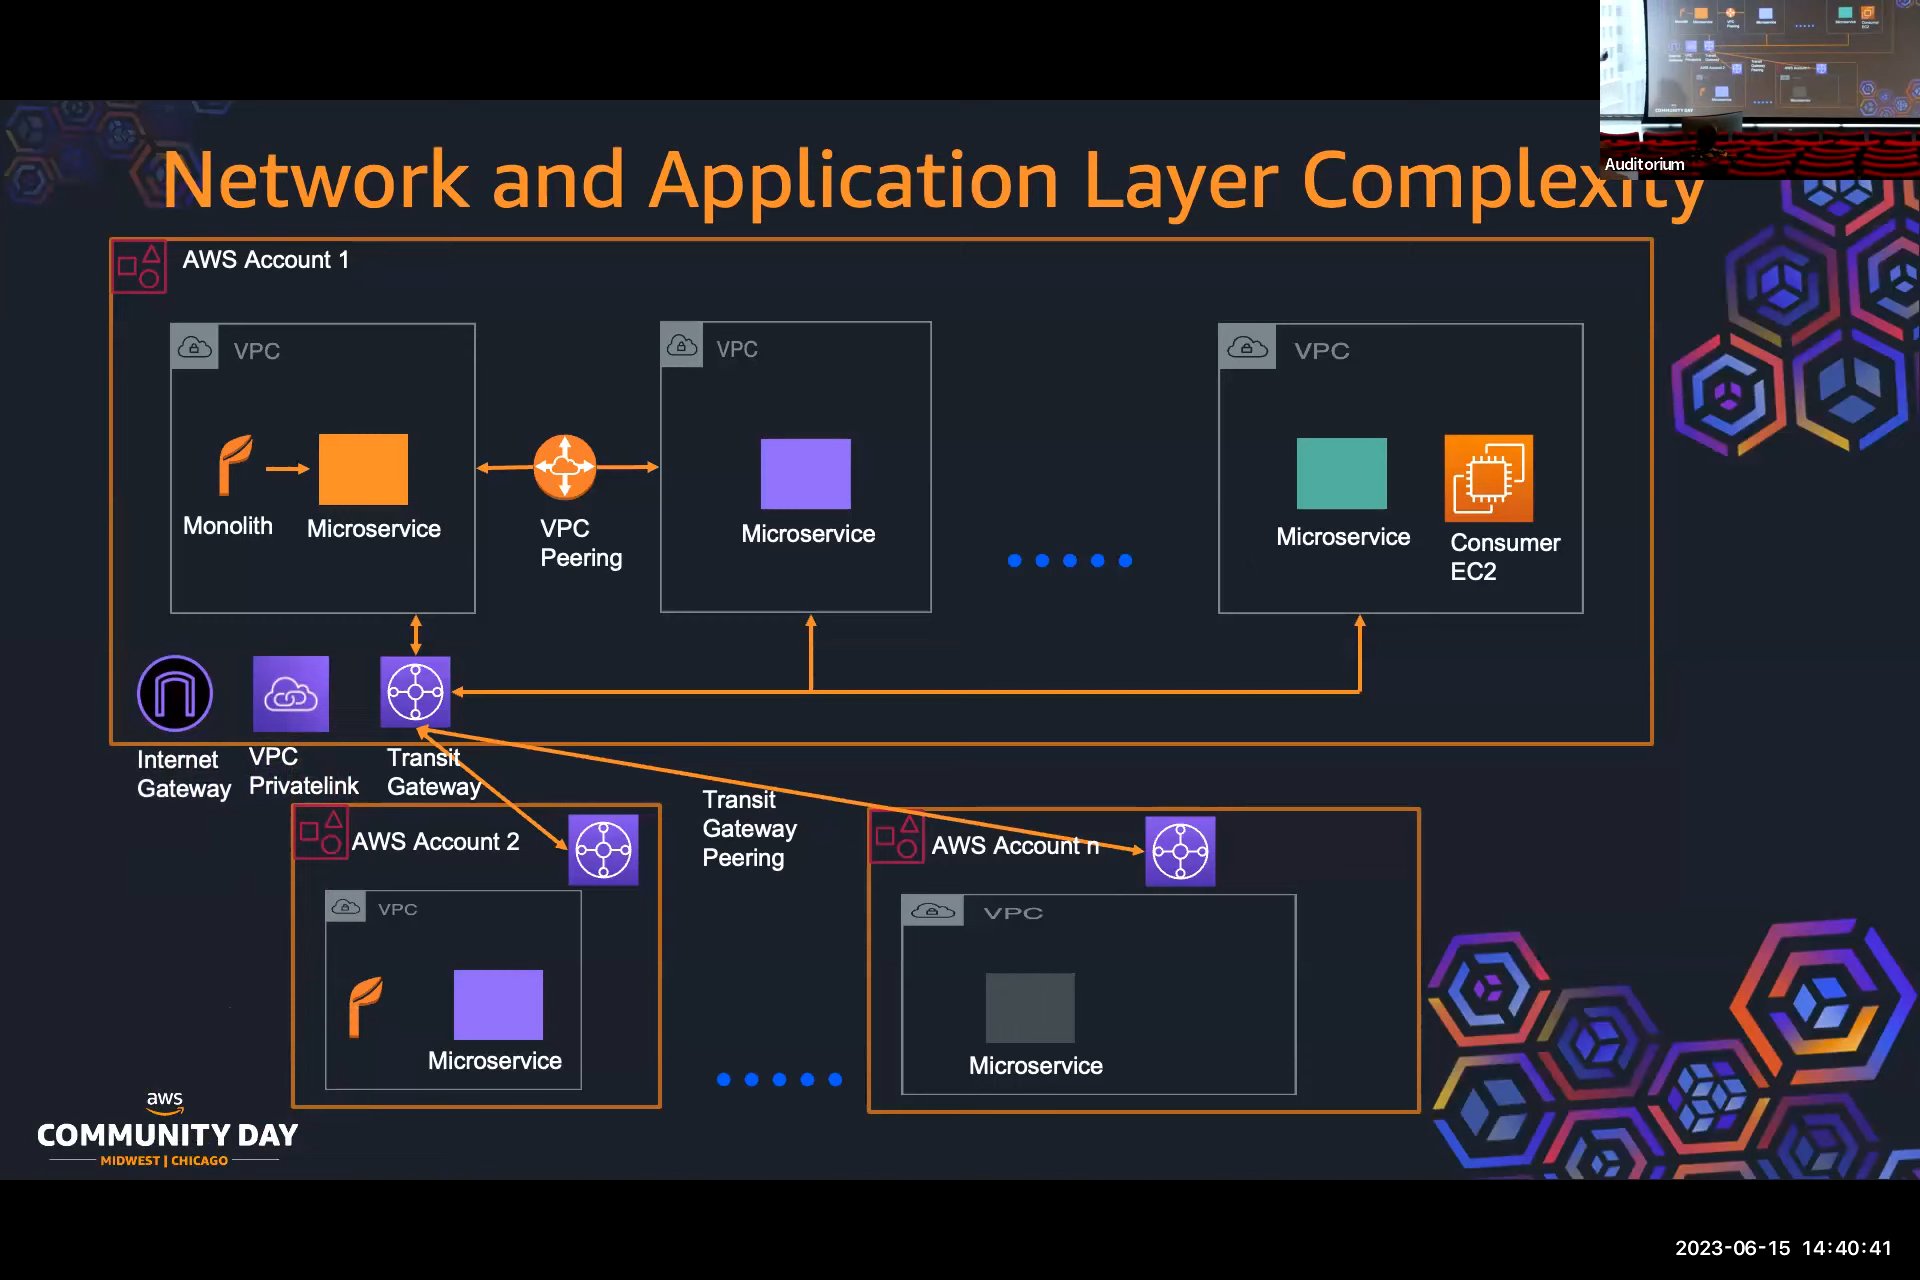 Network and Application Layer Complexity
Auditorium
AWS Account 1
VPC
VPC
VPC
Monolith
Microservice
VPC
Peering
Microservice
Microservice
Consumer
EC2
Internet
Gateway
VPC
Privatelink
Transit
Gateway
Transit
Gateway
Peering
AWS Account 2
VPC
Microservice
AWS Account n
VPC
Microservice
aws
COMMUNITY DAY
MIDWEST | CHICAGO
2023-06-15 14:40:41